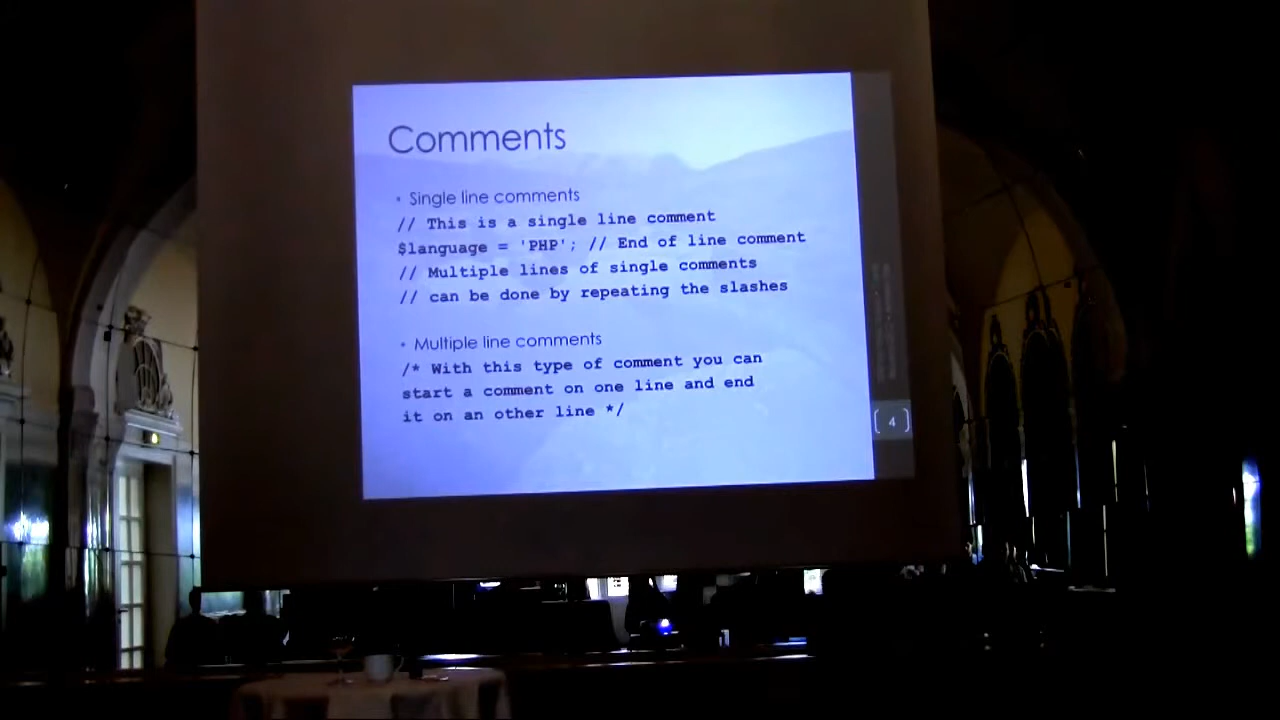 Comments
• Single line comments
// This is a single line comment
$language = 'PHP'; // End of line comment
// Multiple lines of single comments
// can be done by repeating the slashes
• Multiple line comments
/* With this type of comment you can
start a comment on one line and end
it on an other line */
[ 4 ]